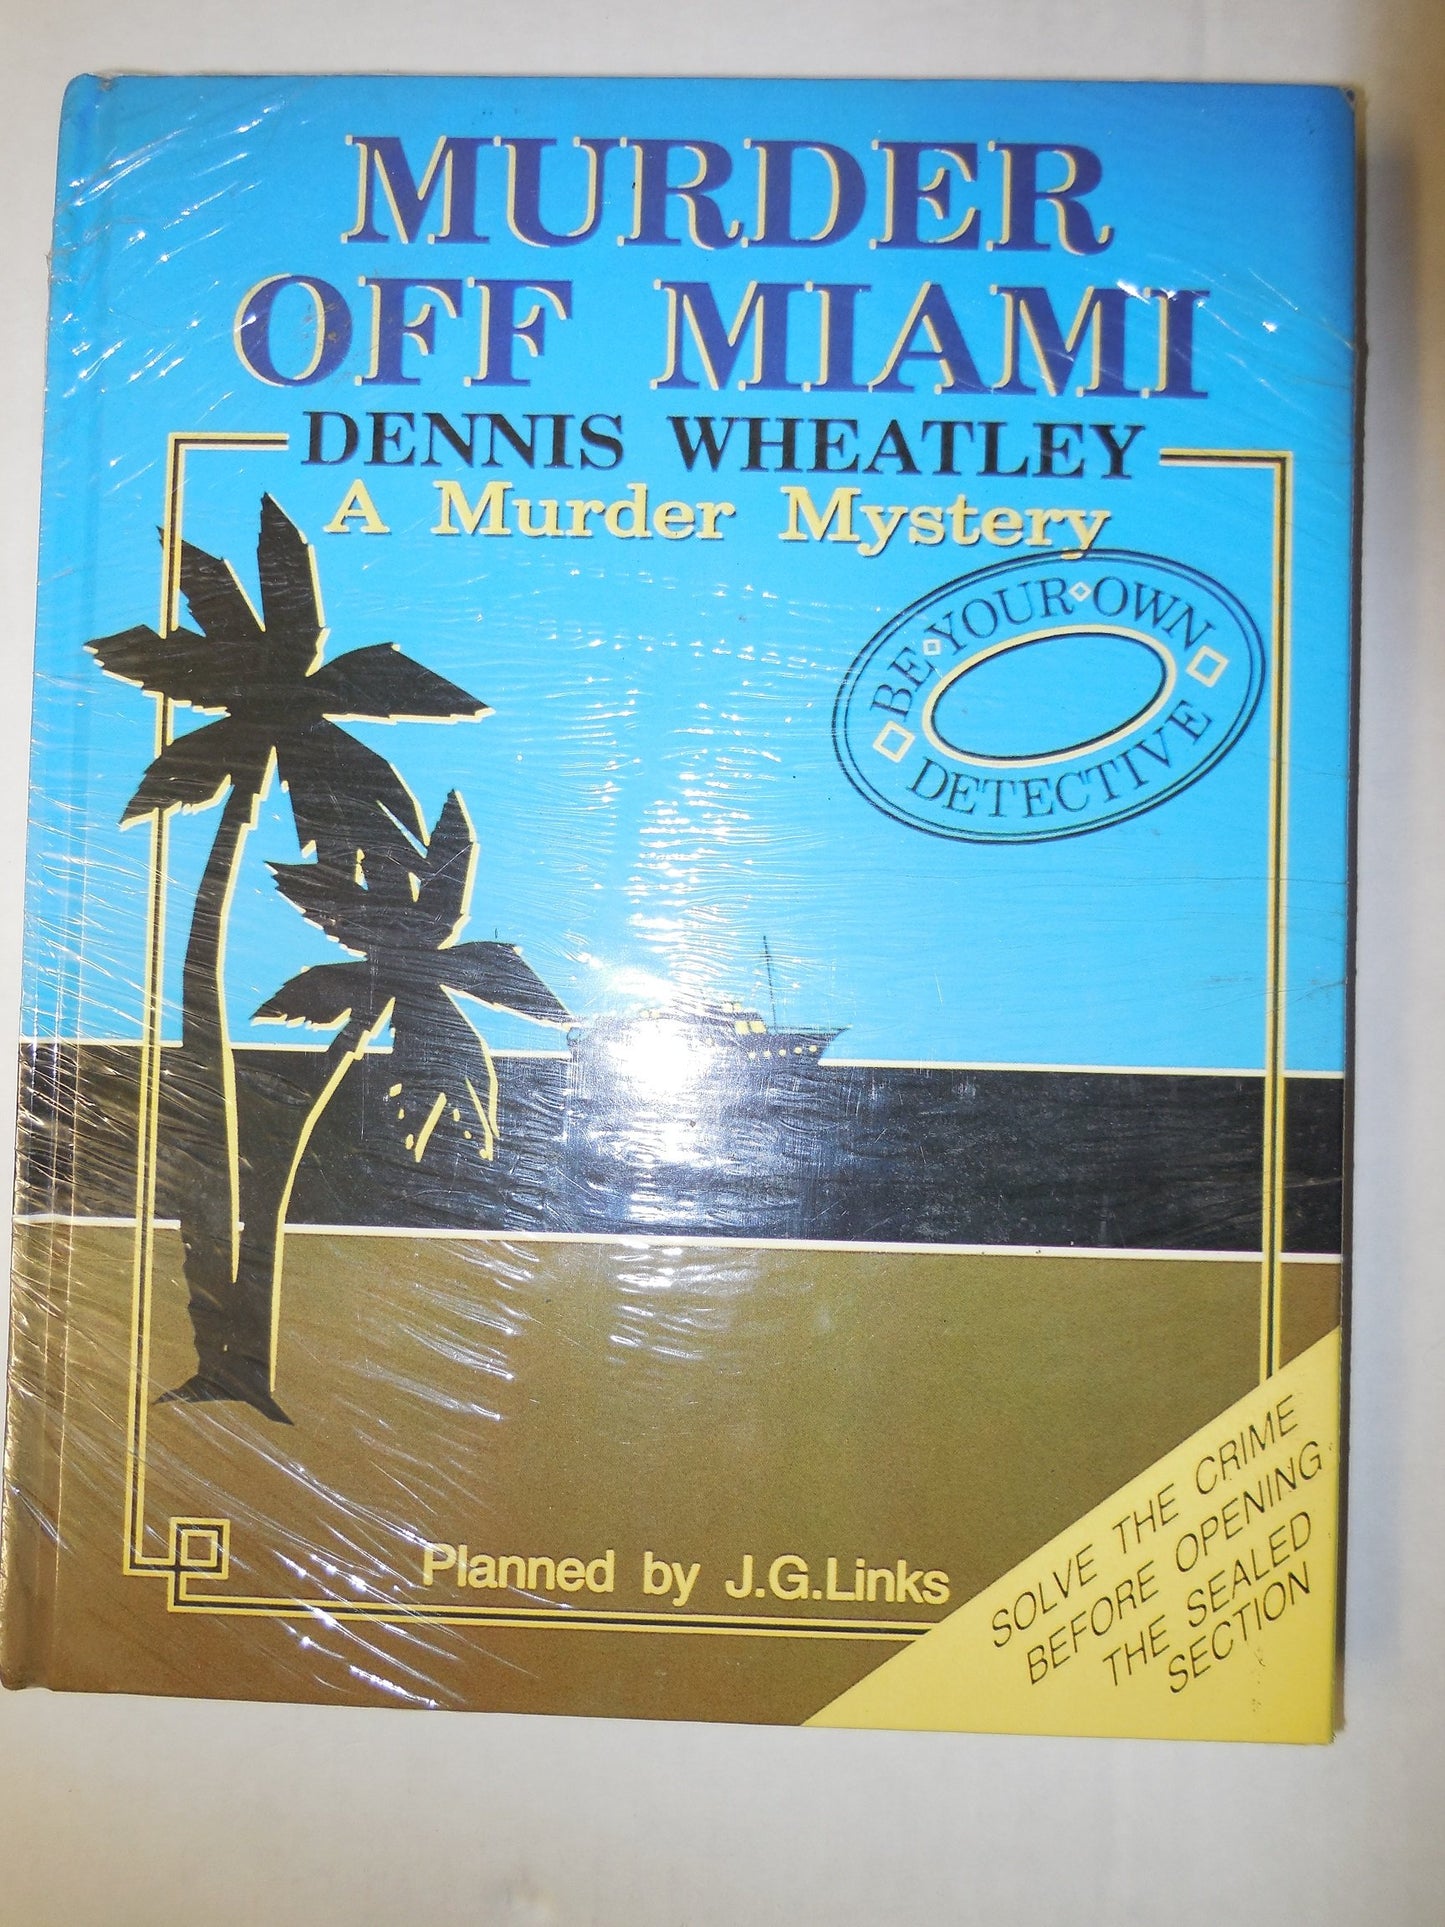 MURDER
OFF MIAMI
DENNIS WHEATLEY
A Murder Mystery
BE YOUR OWN
DETECTIVE
Planned by J.G.Links
SOLVE THE CRIME
BEFORE OPENING
THE SEALED
SECTION